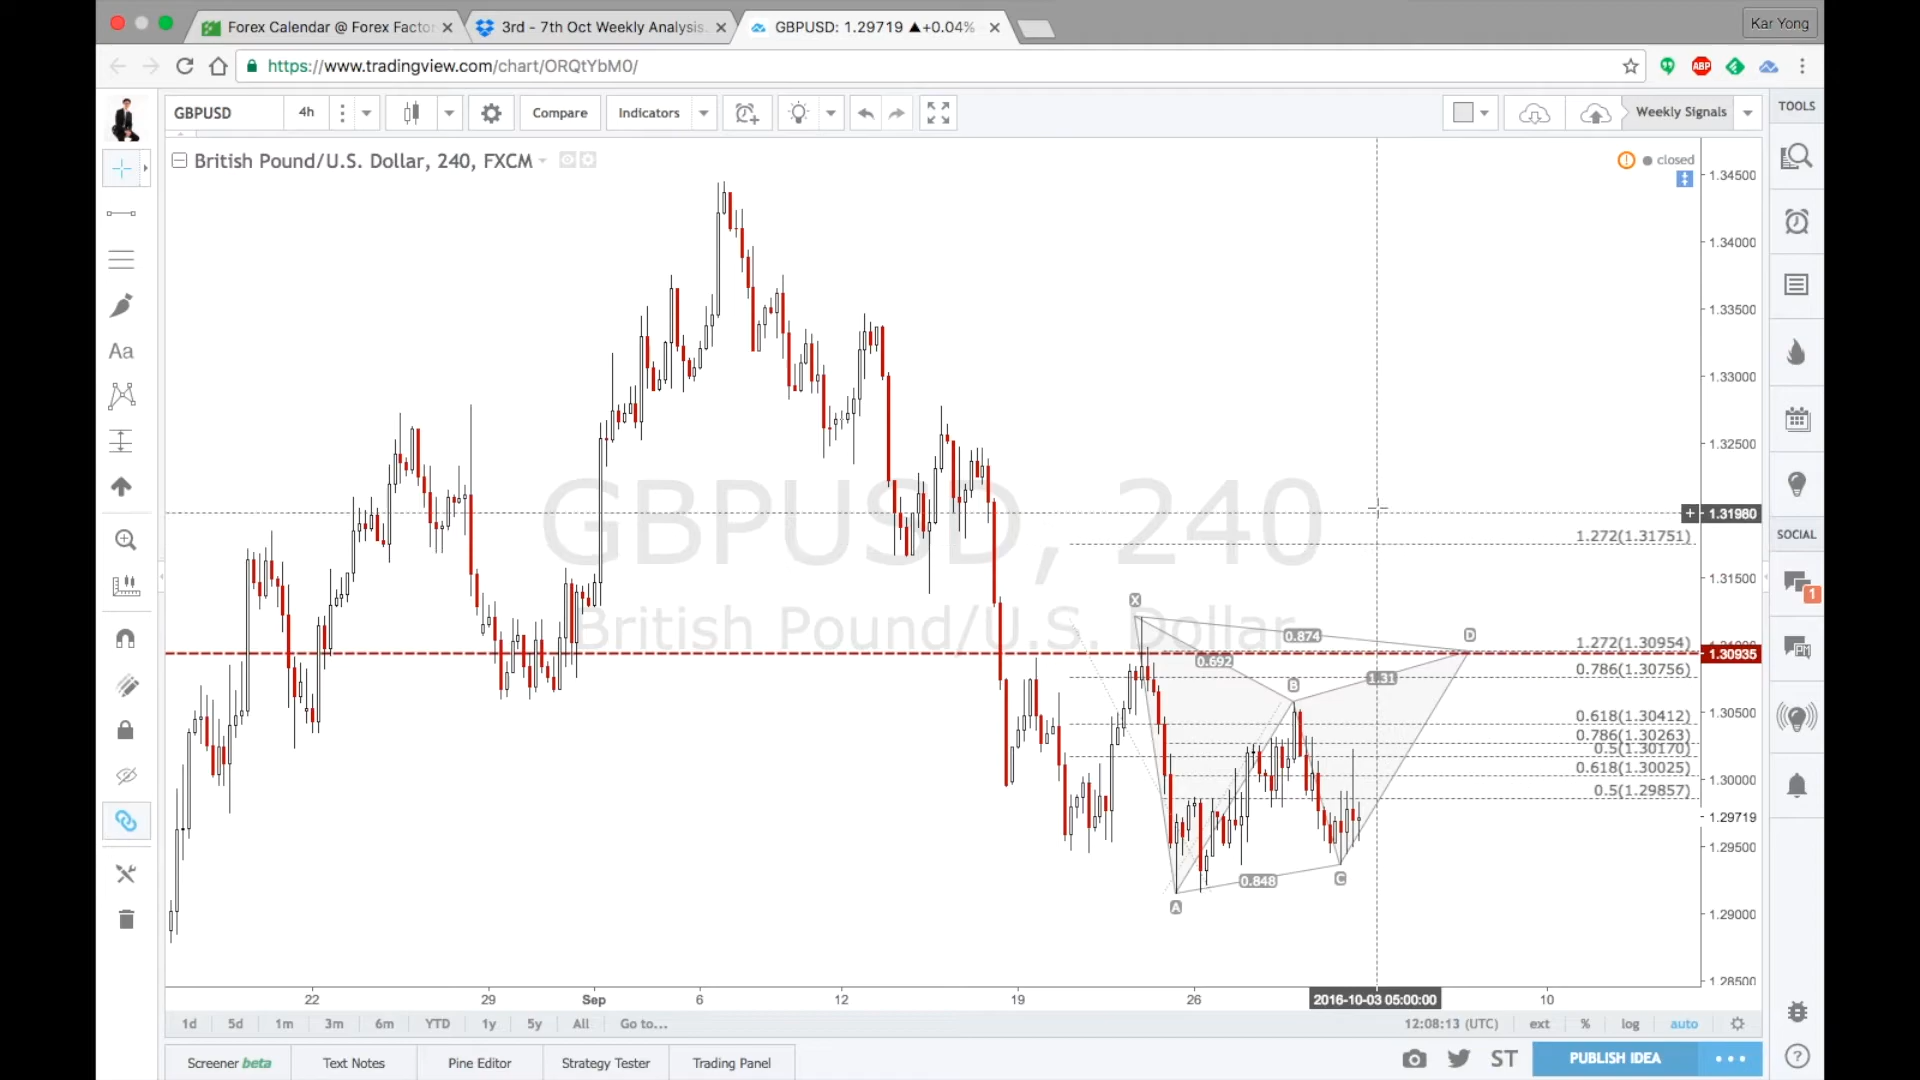 Forex Calendar @ Forex Factor
3rd - 7th Oct Weekly Analysis.
GBPUSD: 1.29719 ▲+0.04%
Kar Yong
https://www.tradingview.com/chart/ORQtYbM0/
ABP
GBPUSD
4h
Compare
Indicators
Weekly Signals
TOOLS
British Pound/U.S. Dollar, 240, FXCM
closed
1.34500
1.34000
1.33500
1.33000
1.32500
1.31980
1.31500
1.30935
1.30500
1.30000
1.29719
1.29500
1.29000
1.28500
GBPUSD, 240
British Pound/U.S. Dollar
1.272(1.31751)
1.272(1.30954)
0.786(1.30756)
0.618(1.30412)
0.786(1.30263)
0.5(1.30170)
0.618(1.30025)
0.5(1.29857)
X
0.874
D
0.692
1.31
B
0.848
C
A
Aa
SOCIAL
1
22
29
Sep
6
12
19
26
2016-10-03 05:00:00
10
1d
5d
1m
3m
6m
YTD
1y
5y
All
Go to...
12:08:13 (UTC)
ext
%
log
auto
Screener beta
Text Notes
Pine Editor
Strategy Tester
Trading Panel
ST
PUBLISH IDEA